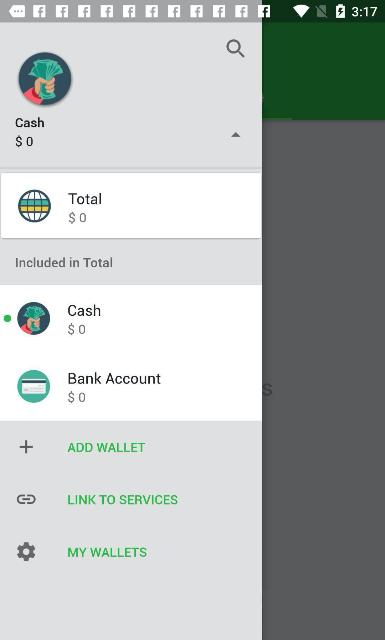 3:17
Cash
$ 0
Total
$ 0
Included in Total
Cash
$ 0
Bank Account
$ 0
ADD WALLET
LINK TO SERVICES
MY WALLETS